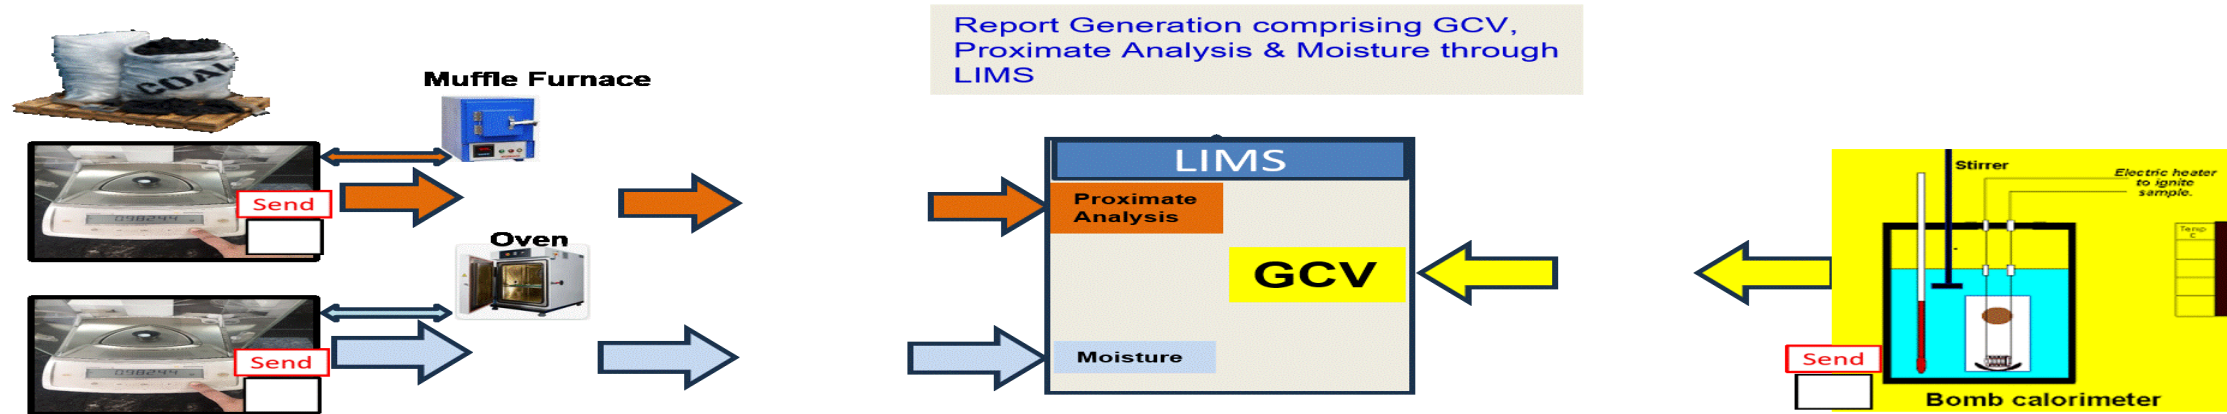 Report Generation comprising GCV,
Proximate Analysis & Moisture through
LIMS
COAL
Muffle Furnace
Send
Oven
Send
LIMS
Proximate
Analysis
GCV
Moisture
Stirrer
Electric heater
to ignite
sample.
Temp
C
Send
Bomb calorimeter